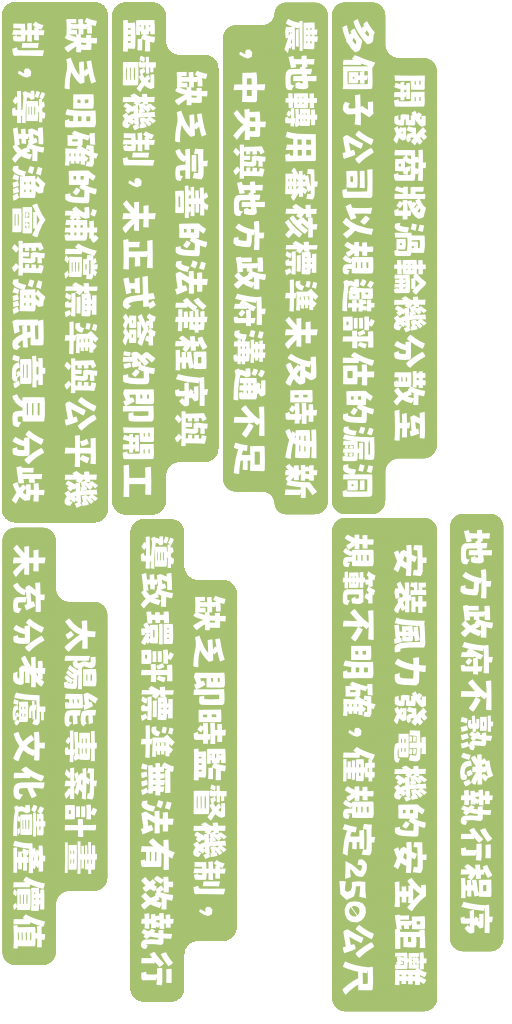 開發商將渦輪機分散至
多個子公司以規避評估的漏洞
農地轉用審核標準未及時更新
，中央與地方政府溝通不足
缺乏完善的法律程序與
監督機制，未正式簽約即開工
缺乏明確的補償標準與公平機
制，導致漁會與漁民意見分歧
地方政府不熟悉執行程序
安裝風力發電機的安全距離
規範不明確，僅規定250公尺
缺乏即時監督機制，
導致環評標準無法有效執行
太陽能專案計畫
未充分考慮文化遺產價值